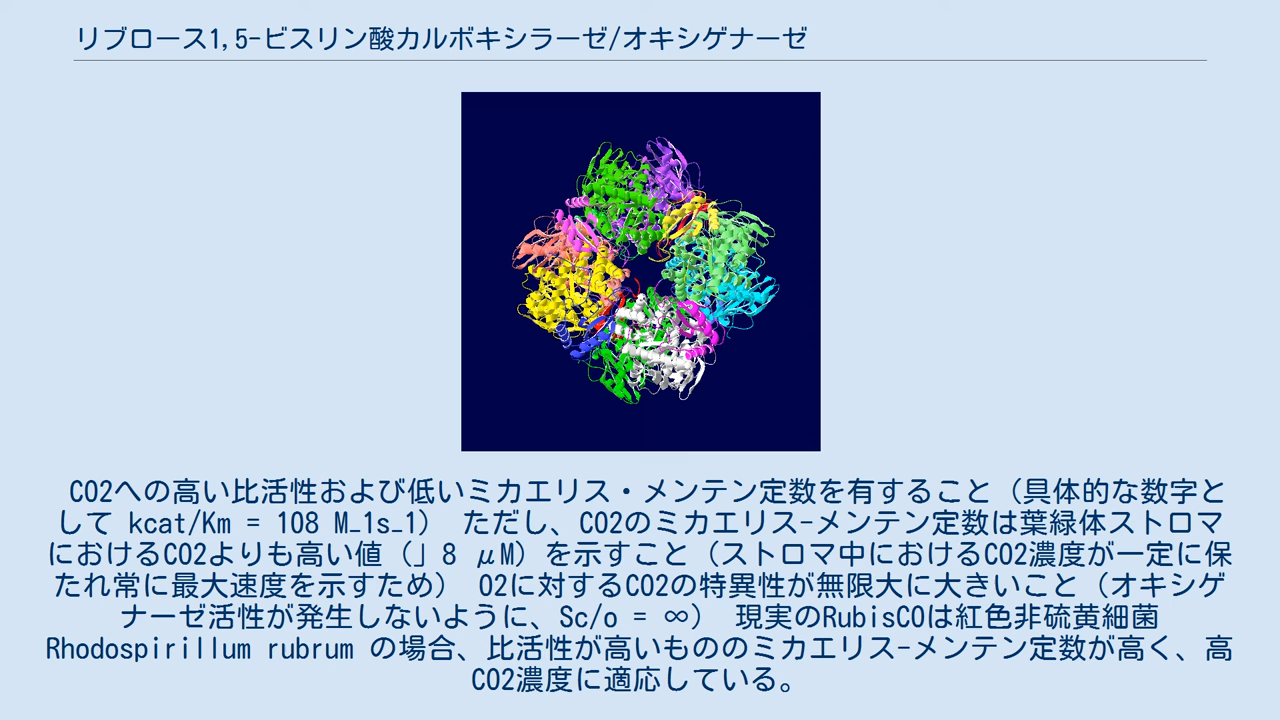 リブロース1,5-ビスリン酸カルボキシラーゼ/オキシゲナーゼ
CO2への高い比活性および低いミカエリス・メンテン定数を有すること（具体的な数字と
して kcat/Km = 108 M_1s_1） ただし、CO2のミカエリス-メンテン定数は葉緑体ストロマ
におけるCO2よりも高い値（」8 μM）を示すこと（ストロマ中におけるCO2濃度が一定に保
たれ常に最大速度を示すため） O2に対するCO2の特異性が無限大に大きいこと（オキシゲ
ナーゼ活性が発生しないように、Sc/o = ∞） 現実のRubisCOは紅色非硫黄細菌
Rhodospirillum rubrum の場合、比活性が高いもののミカエリス-メンテン定数が高く、高
CO2濃度に適応している。